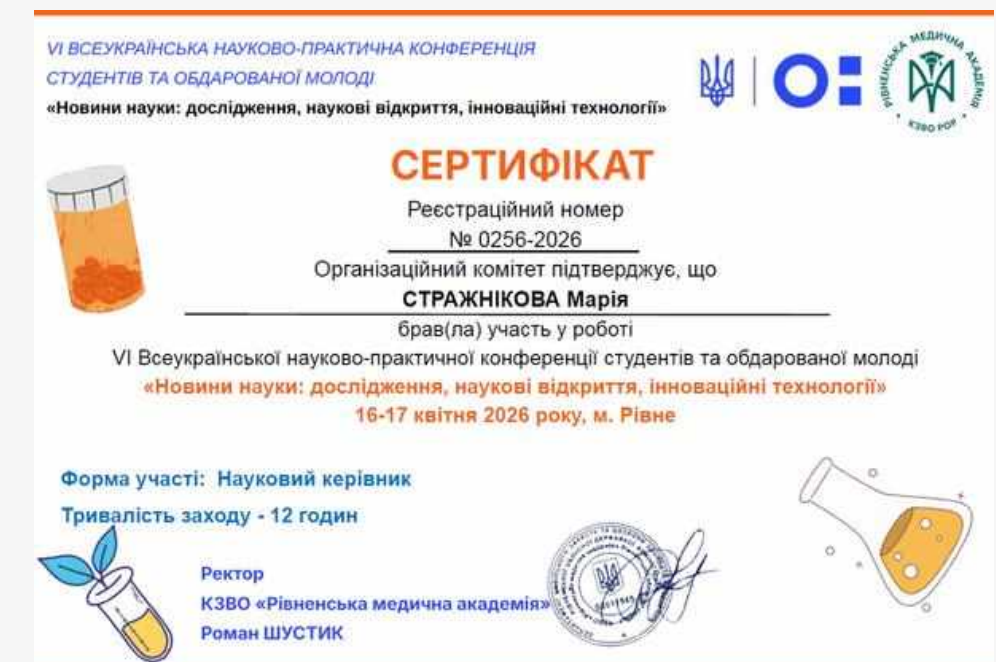 VI ВСЕУКРАЇНСЬКА НАУКОВО-ПРАКТИЧНА КОНФЕРЕНЦІЯ
СТУДЕНТІВ ТА ОБДАРОВАНОЇ МОЛОДІ
«Новини науки: дослідження, наукові відкриття, інноваційні технології»
РІВНЕНСЬКА МЕДИЧНА АКАДЕМІЯ
КЗВО РОР
СЕРТИФІКАТ
Реєстраційний номер
№ 0256-2026
Організаційний комітет підтверджує, що
СТРАЖНІКОВА Марія
брав(ла) участь у роботі
VI Всеукраїнської науково-практичної конференції студентів та обдарованої молоді
«Новини науки: дослідження, наукові відкриття, інноваційні технології»
16-17 квітня 2026 року, м. Рівне
Форма участі: Науковий керівник
Тривалість заходу - 12 годин
Ректор
КЗВО «Рівненська медична академія»
Роман ШУСТИК